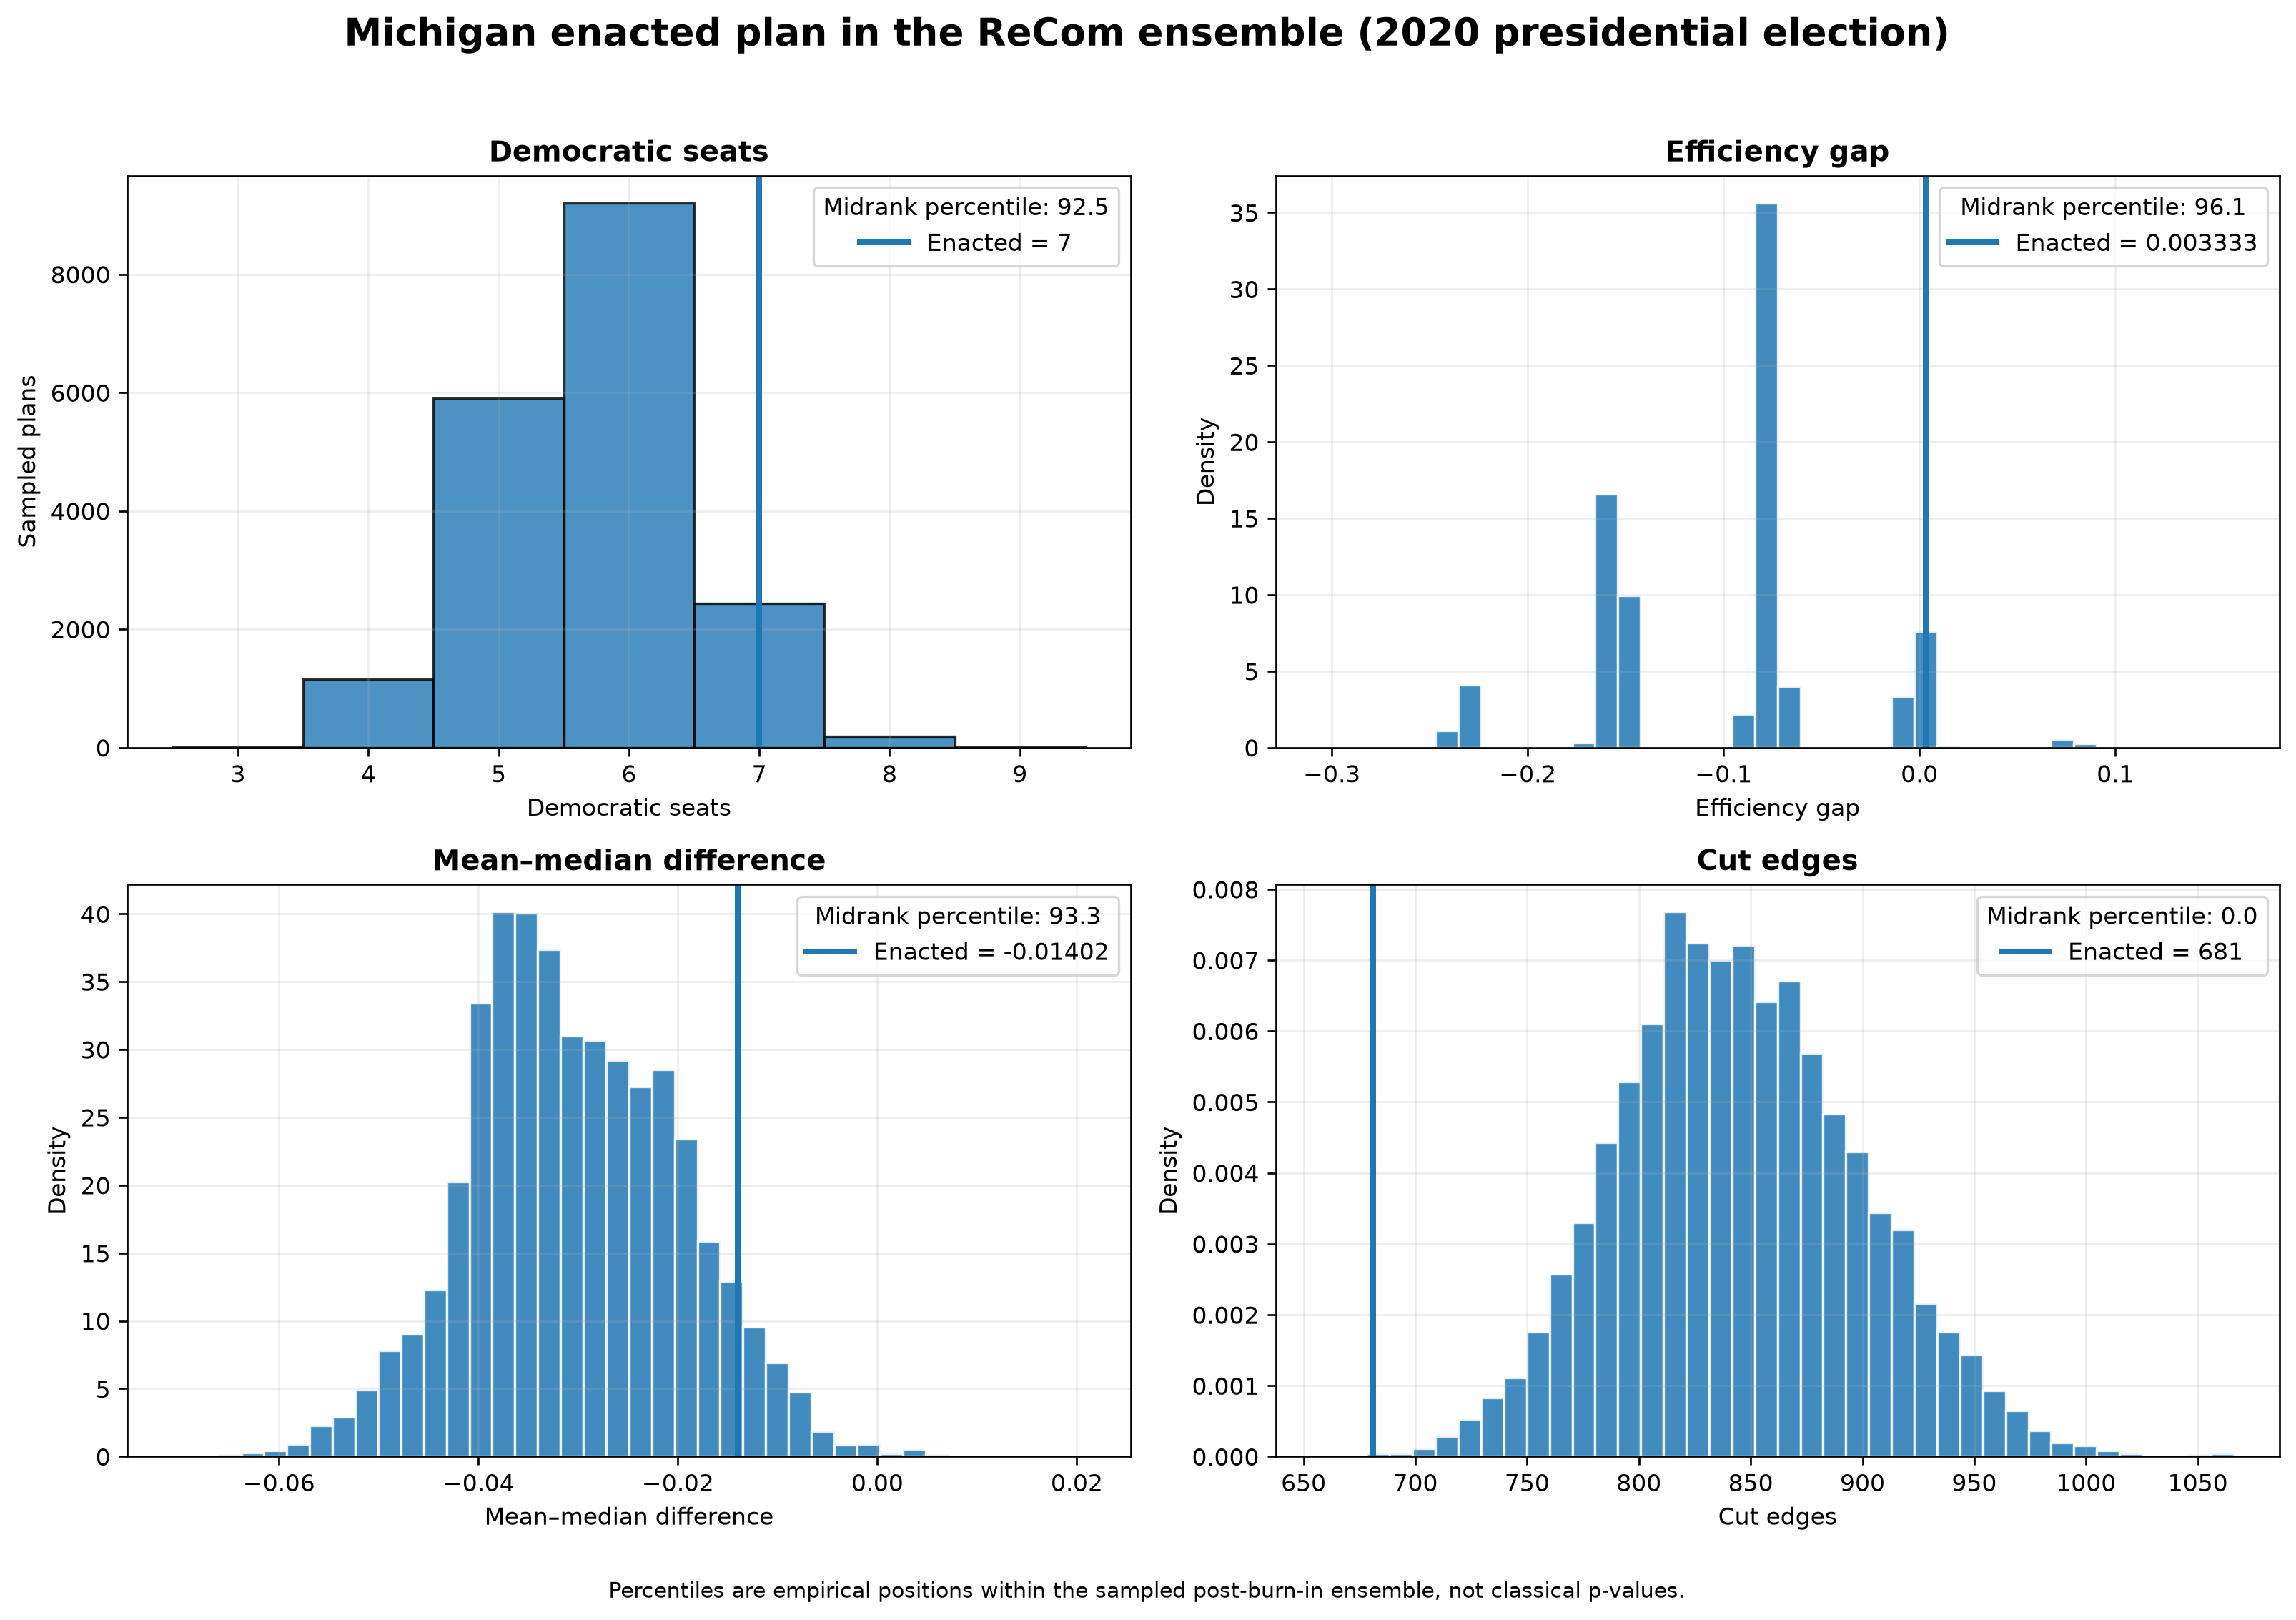 Michigan enacted plan in the ReCom ensemble (2020 presidential election)
Democratic seats
Midrank percentile: 92.5
Enacted = 7
Sampled plans
8000
6000
4000
2000
0
3 4 5 6 7 8 9
Democratic seats
Efficiency gap
Midrank percentile: 96.1
Enacted = 0.003333
Density
35
30
25
20
15
10
5
0
−0.3 −0.2 −0.1 0.0 0.1
Efficiency gap
Mean–median difference
Midrank percentile: 93.3
Enacted = -0.01402
Density
40
35
30
25
20
15
10
5
0
−0.06 −0.04 −0.02 0.00 0.02
Mean–median difference
Cut edges
Midrank percentile: 0.0
Enacted = 681
Density
0.008
0.007
0.006
0.005
0.004
0.003
0.002
0.001
0.000
650 700 750 800 850 900 950 1000 1050
Cut edges
Percentiles are empirical positions within the sampled post-burn-in ensemble, not classical p-values.